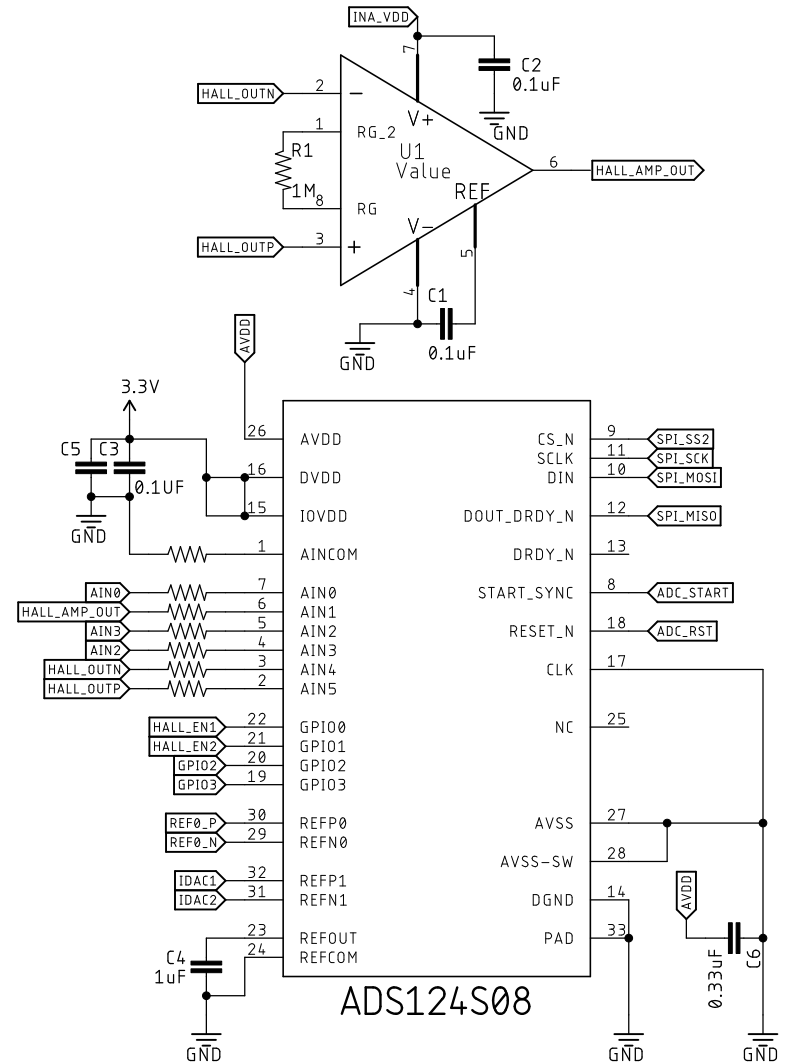 INA_VDD
7
C2
0.1uF
GND
HALL_OUTN
2
−
V+
1
RG_2
R1
1M
U1
Value
6
HALL_AMP_OUT
REF
8
RG
V−
HALL_OUTP
3
+
5
4
C1
0.1uF
GND
AVDD
3.3V
C5
C3
0.1UF
GND
26
AVDD
16
DVDD
15
IOVDD
1
AINCOM
AIN0
7
AIN0
HALL_AMP_OUT
6
AIN1
AIN3
5
AIN2
AIN2
4
AIN3
HALL_OUTN
3
AIN4
HALL_OUTP
2
AIN5
HALL_EN1
22
GPIO0
HALL_EN2
21
GPIO1
GPIO2
20
GPIO2
GPIO3
19
GPIO3
REF0_P
30
REFP0
REF0_N
29
REFN0
IDAC1
32
REFP1
IDAC2
31
REFN1
23
REFOUT
24
REFCOM
C4
1uF
GND
CS_N
9
SPI_SS2
SCLK
11
SPI_SCK
DIN
10
SPI_MOSI
DOUT_DRDY_N
12
SPI_MISO
DRDY_N
13
START_SYNC
8
ADC_START
RESET_N
18
ADC_RST
CLK
17
NC
25
AVSS
27
AVSS-SW
28
DGND
14
PAD
33
AVDD
0.33uF
C6
ADS124S08
GND
GND